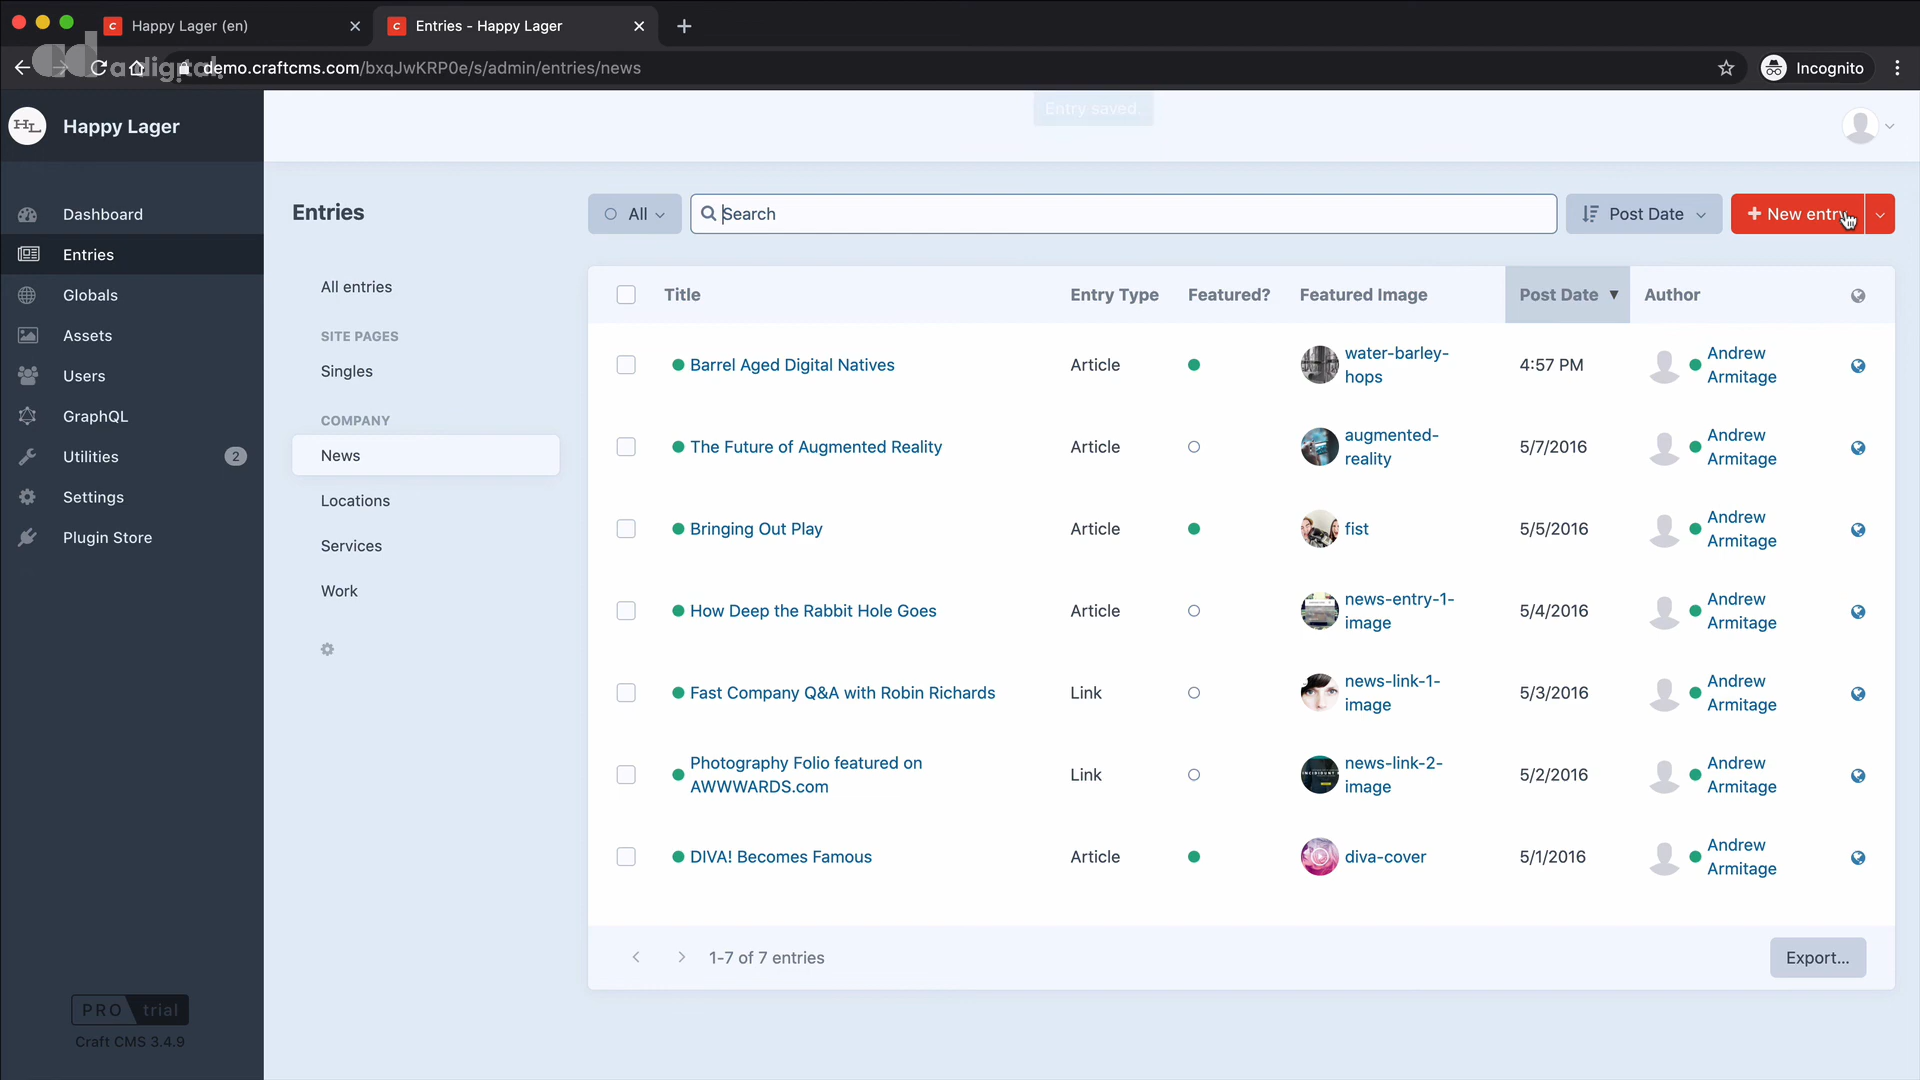 Happy Lager (en)
Entries - Happy Lager
adigital.
demo.craftcms.com/bxqJwKRP0e/s/admin/entries/news
Incognito
Happy Lager
Entry saved.
Dashboard
Entries
Globals
Assets
Users
GraphQL
Utilities 2
Settings
Plugin Store
PRO trial
Craft CMS 3.4.9
Entries
All entries
SITE PAGES
Singles
COMPANY
News
Locations
Services
Work
All
Search
Post Date
New entry
Title Entry Type Featured? Featured Image Post Date Author
Barrel Aged Digital Natives Article water-barley-hops 4:57 PM Andrew Armitage
The Future of Augmented Reality Article augmented-reality 5/7/2016 Andrew Armitage
Bringing Out Play Article fist 5/5/2016 Andrew Armitage
How Deep the Rabbit Hole Goes Article news-entry-1-image 5/4/2016 Andrew Armitage
Fast Company Q&A with Robin Richards Link news-link-1-image 5/3/2016 Andrew Armitage
Photography Folio featured on AWWWARDS.com Link news-link-2-image 5/2/2016 Andrew Armitage
DIVA! Becomes Famous Article diva-cover 5/1/2016 Andrew Armitage
1-7 of 7 entries
Export...